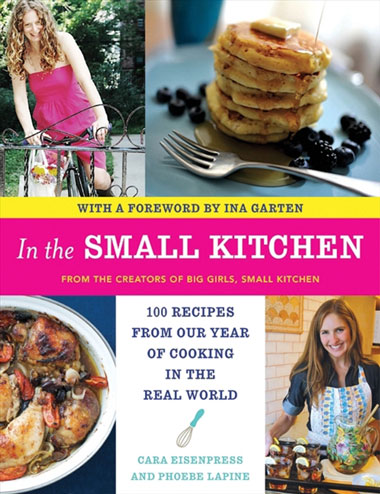 WITH A FOREWORD BY INA GARTEN
In the SMALL KITCHEN
FROM THE CREATORS OF BIG GIRLS, SMALL KITCHEN
100 RECIPES
FROM OUR YEAR
OF COOKING
IN THE
REAL WORLD
CARA EISENPRESS
AND PHOEBE LAPINE